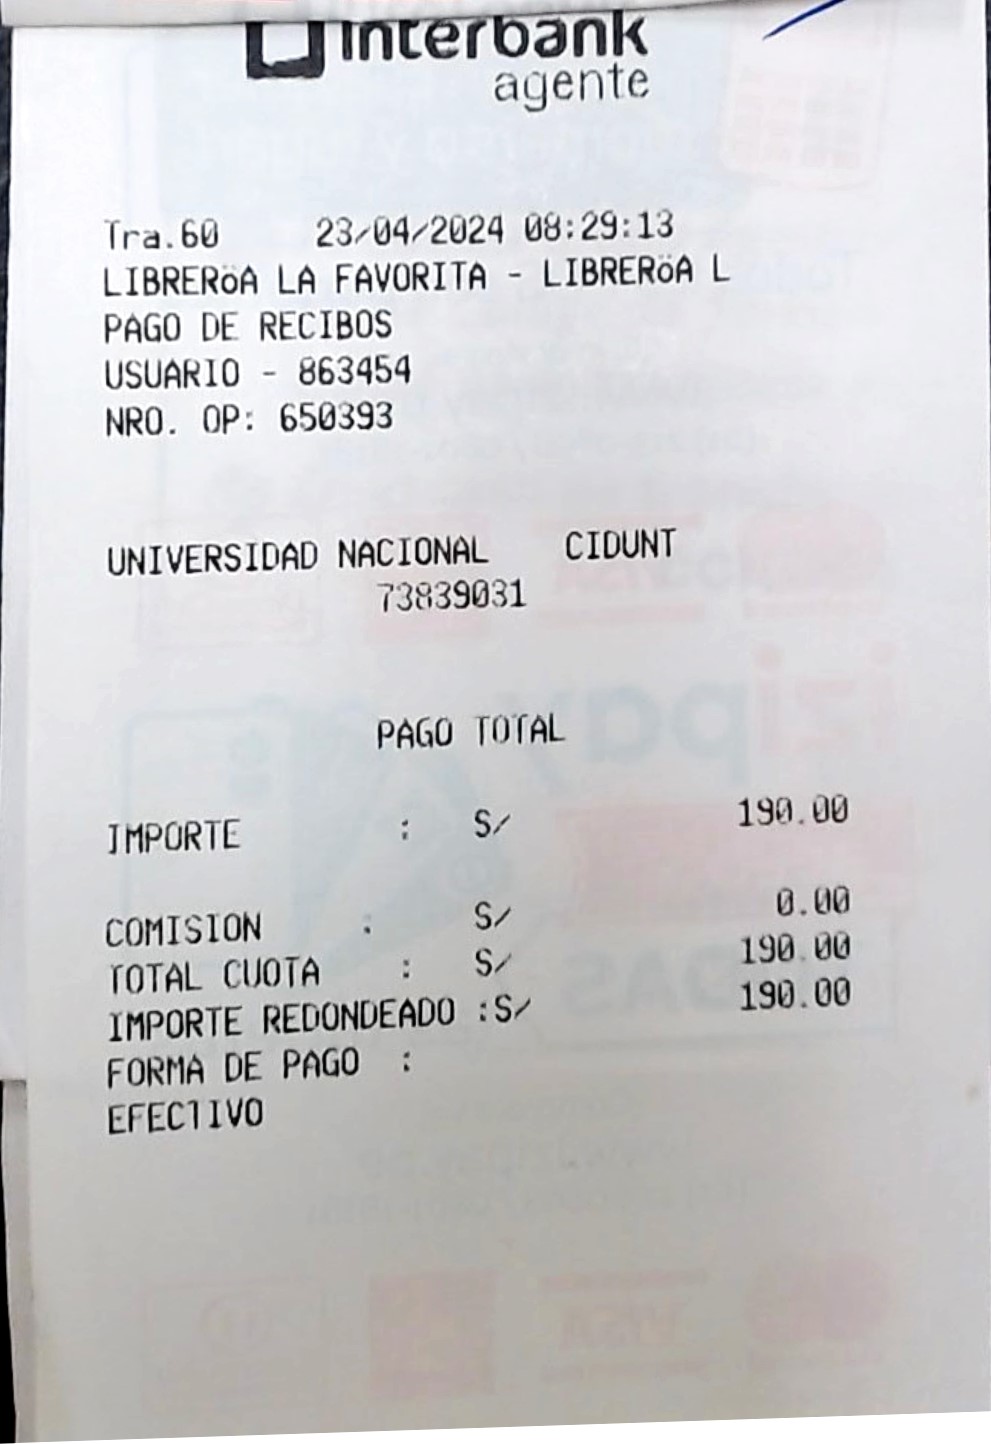 interbank
agente
Tra.60 23/04/2024 08:29:13
LIBRERöA LA FAVORITA - LIBRERöA L
PAGO DE RECIBOS
USUARIO - 863454
NRO. OP: 650393
UNIVERSIDAD NACIONAL CIDUNT
73839031
PAGO TOTAL
IMPORTE : S/ 190.00
COMISION : S/ 0.00
TOTAL CUOTA : S/ 190.00
IMPORTE REDONDEADO :S/ 190.00
FORMA DE PAGO :
EFECTIVO